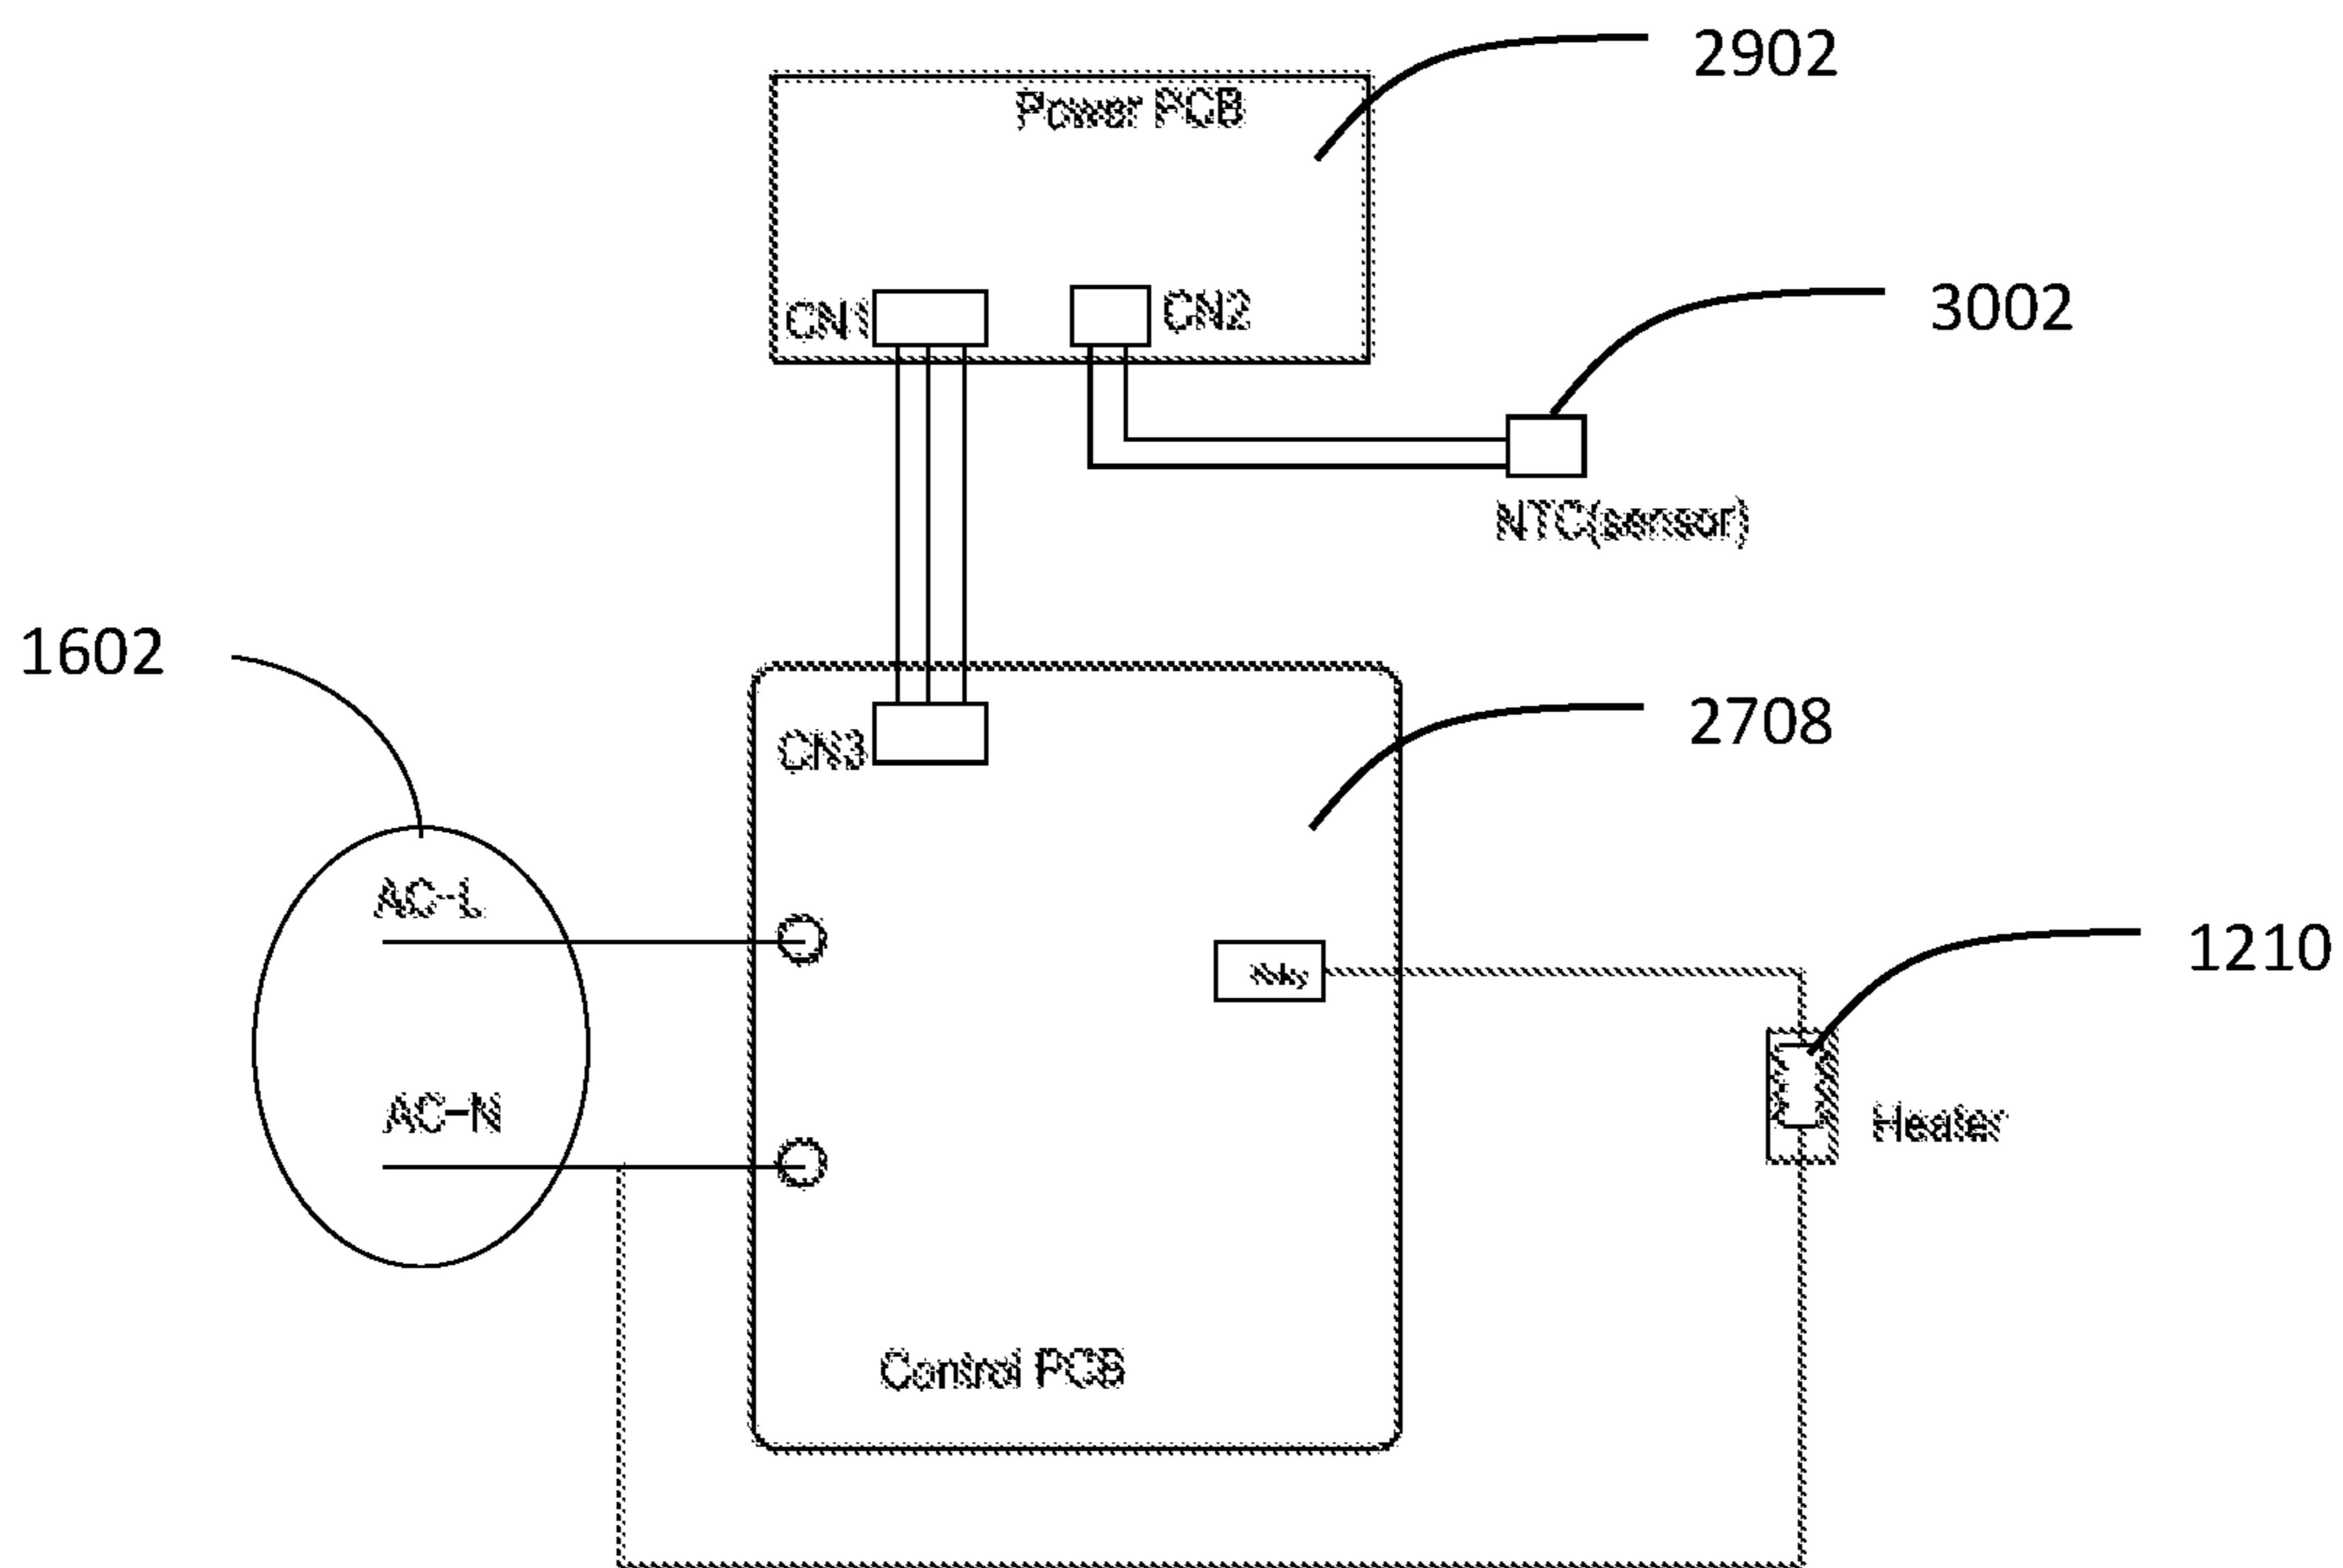 2902
Power PCB
CN1
CN2
3002
NTC(sensor)
1602
2708
CN3
AC-L
1210
AC-N
Heater
Control PCB